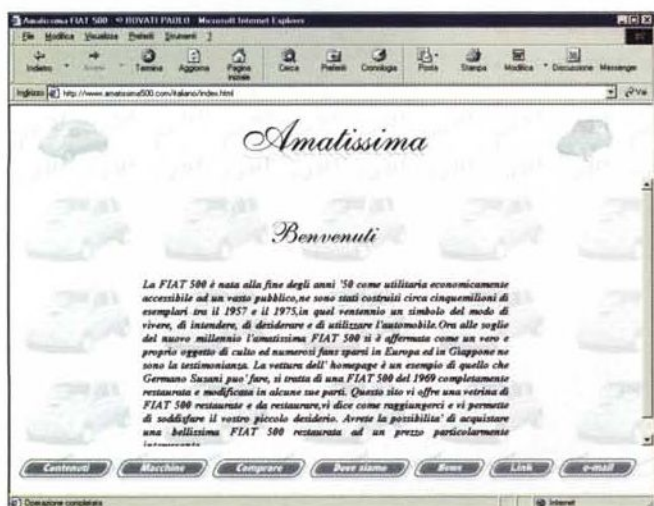 Amatissima FIAT 500 © ROVATI PAOLO - Microsoft Internet Explorer
File Modifica Visualizza Preferiti Strumenti ?
Indietro Avanti Termina Aggiorna Pagina iniziale Cerca Preferiti Cronologia Posta Stampa Modifica Discussione Messenger
Indirizzo http://www.amatissima500.com/italiano/index.html Vai
Amatissima
Benvenuti
La FIAT 500 è nata alla fine degli anni '50 come utilitaria economicamente
accessibile ad un vasto pubblico,ne sono stati costruiti circa cinquemilioni di
esemplari tra il 1957 e il 1975,in quel ventennio un simbolo del modo di
vivere, di intendere, di desiderare e di utilizzare l'automobile.Ora alle soglie
del nuovo millennio l'amatissima FIAT 500 si è affermata come un vero e
proprio oggetto di culto ed numerosi fans sparsi in Europa ed in Giappone ne
sono la testimonianza. La vettura dell' homepage è un esempio di quello che
Germano Susani puo' fare, si tratta di una FIAT 500 del 1969 completamente
restaurata e modificata in alcune sue parti. Questo sito vi offre una vetrina di
FIAT 500 restaurate e da restaurare,vi dice come raggiungerci e vi permette
di soddisfare il vostro piccolo desiderio. Avrete la possibilita' di acquistare
una bellissima FIAT 500 restaurata ad un prezzo particolarmente
interessante
Contenuti Macchine Comprare Dove siamo News Link e-mail
Operazione completata Internet